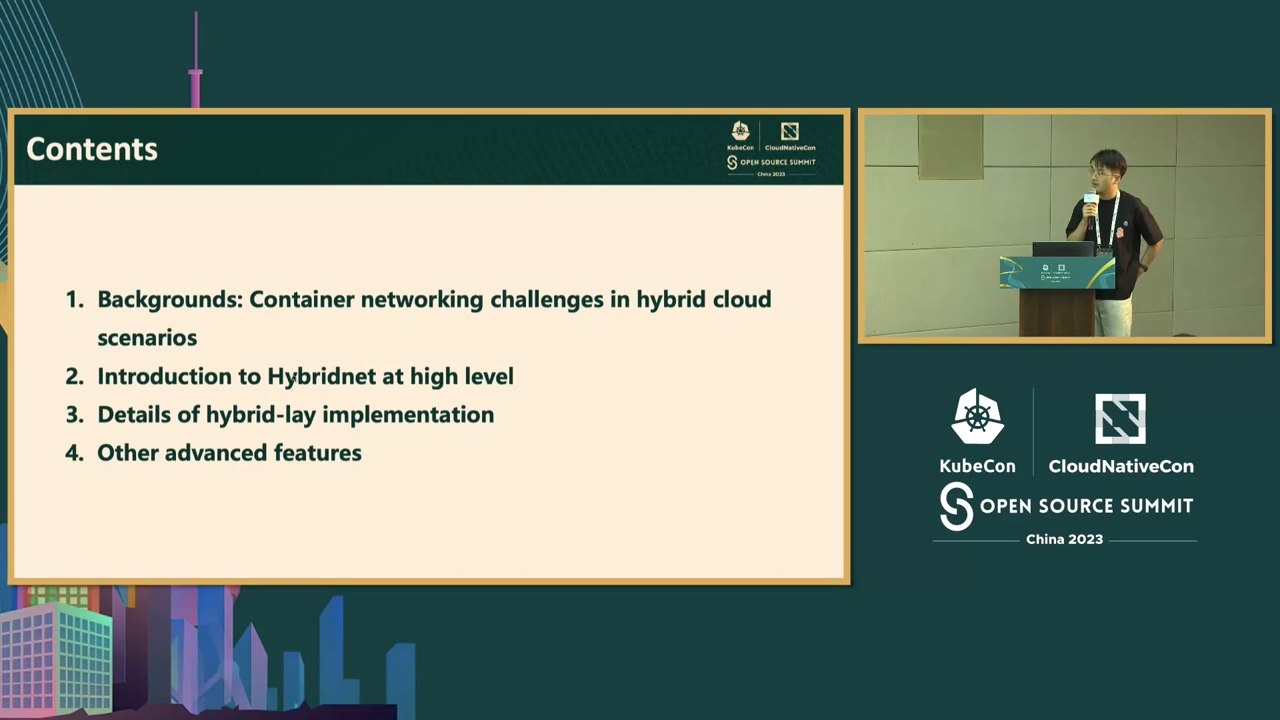 Contents
KubeCon
CloudNativeCon
OPEN SOURCE SUMMIT
China 2023
1. Backgrounds: Container networking challenges in hybrid cloud
scenarios
2. Introduction to Hybridnet at high level
3. Details of hybrid-lay implementation
4. Other advanced features
KubeCon
CloudNativeCon
OPEN SOURCE SUMMIT
China 2023